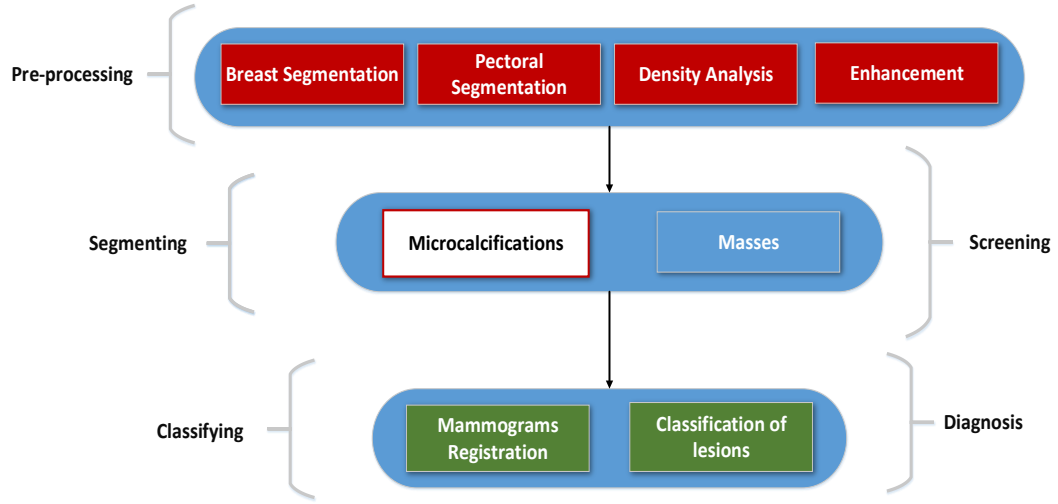 Pre-processing
Breast Segmentation
Pectoral
Segmentation
Density Analysis
Enhancement
Segmenting
Microcalcifications
Masses
Screening
Classifying
Mammograms
Registration
Classification of
lesions
Diagnosis